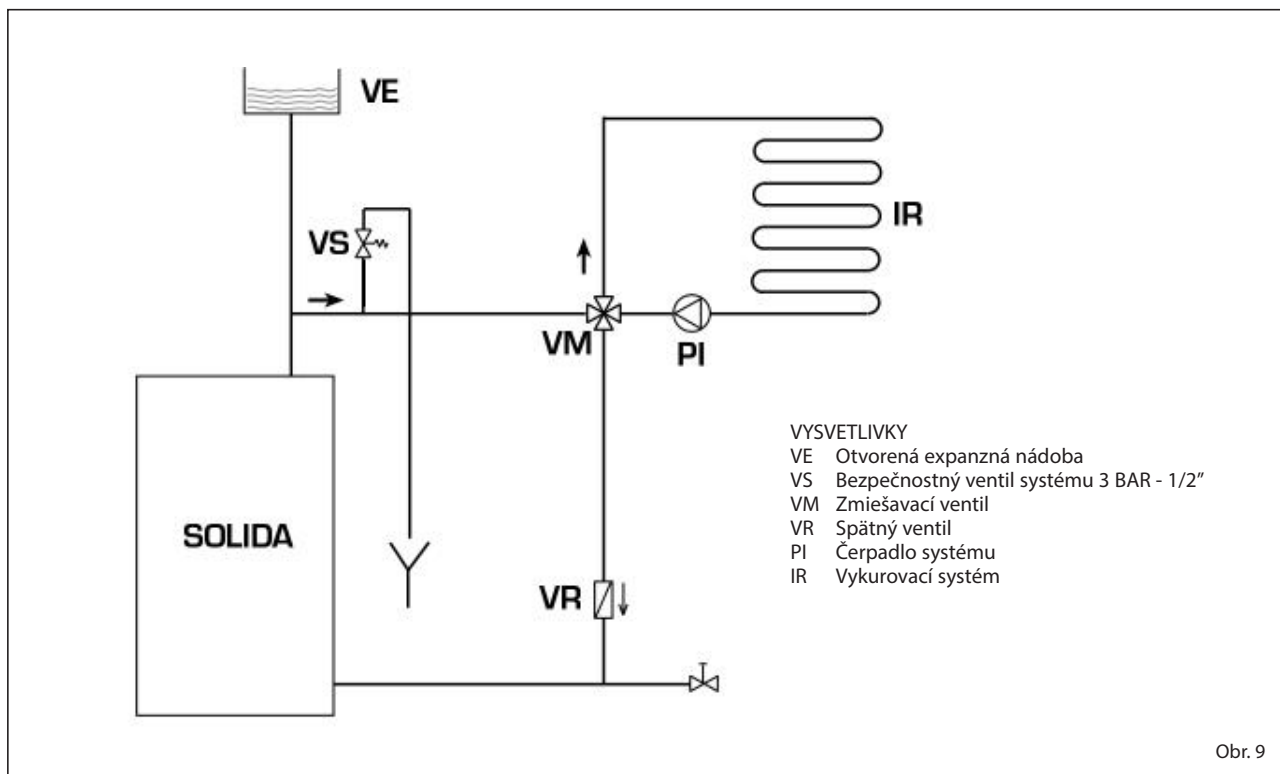 VE
VS
IR
VM
PI
SOLIDA
VR
VYSVETLIVKY
VE Otvorená expanzná nádoba
VS Bezpečnostný ventil systému 3 BAR - 1/2"
VM Zmiešavací ventil
VR Spätný ventil
PI Čerpadlo systému
IR Vykurovací systém
Obr. 9